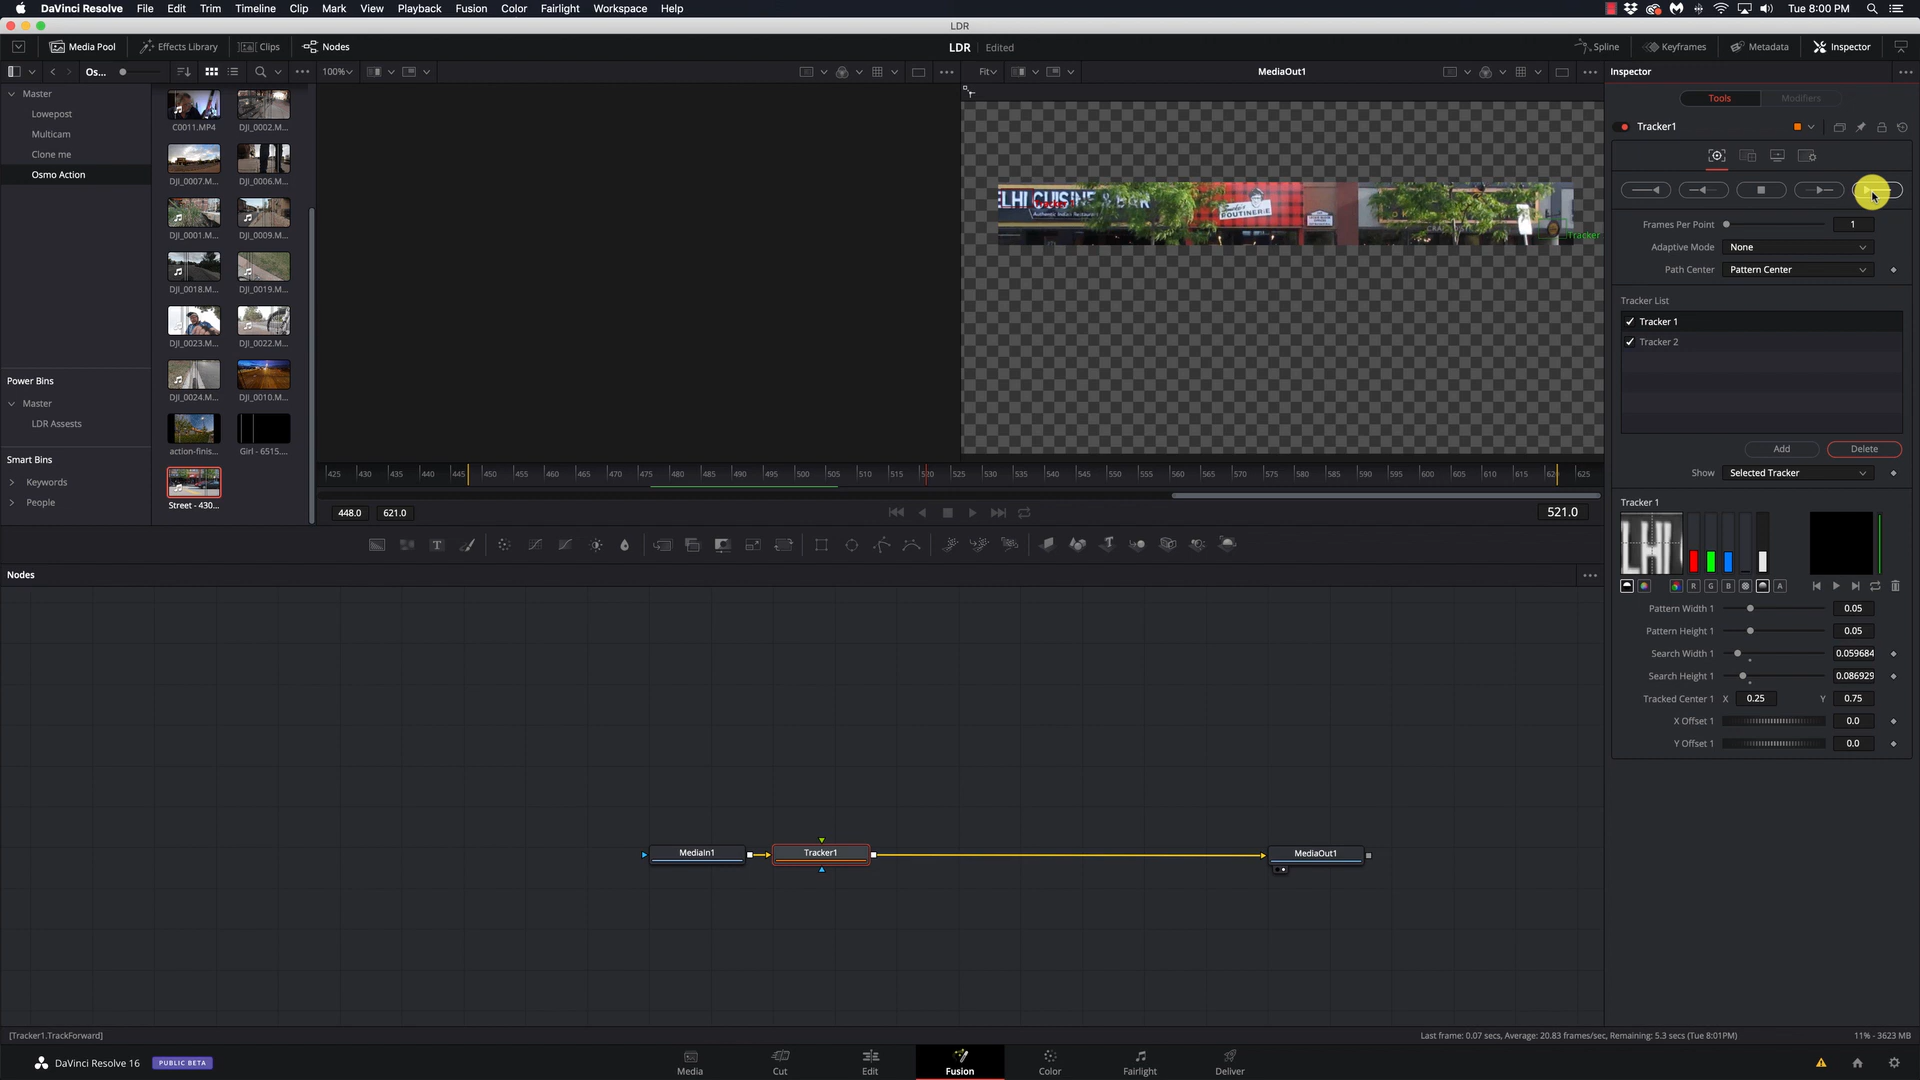 DaVinci Resolve File Edit Trim Timeline Clip Mark View Playback Fusion Color Fairlight Workspace Help Tue 8:00 PM
LDR
Media Pool Effects Library Clips Nodes LDR Edited Spline Keyframes Metadata Inspector
Os... 100% Fit MediaOut1 Inspector
Master
Lowepost
Multicam
Clone me
Osmo Action
C0011.MP4 DJI_0002.M...
DJI_0007.M... DJI_0006.M...
DJI_0001.M... DJI_0009.M...
DJI_0018.M... DJI_0019.M...
DJI_0023.M... DJI_0022.M...
DJI_0024.M... DJI_0010.M...
action-finis... Girl - 6515....
Street - 430...
Power Bins
Master
LDR Assests
Smart Bins
Keywords
People
ELHI CUISINE & BAR
Authentic Indian Restaurant
Smoke's
POUTINERIE
Tracker
425 430 435 440 445 450 455 460 465 470 475 480 485 490 495 500 505 510 515 520 525 530 535 540 545 550 555 560 565 570 575 580 585 590 595 600 605 610 615 620 625
448.0 621.0 521.0
Tools Modifiers
Tracker1
Frames Per Point 1
Adaptive Mode None
Path Center Pattern Center
Tracker List
Tracker 1
Tracker 2
Add Delete
Show Selected Tracker
Tracker 1
LHI
R G B A
Pattern Width 1 0.05
Pattern Height 1 0.05
Search Width 1 0.059684
Search Height 1 0.086929
Tracked Center 1 X 0.25 Y 0.75
X Offset 1 0.0
Y Offset 1 0.0
Nodes
MediaIn1 Tracker1 MediaOut1
[Tracker1.TrackForward] Last frame: 0.07 secs, Average: 20.83 frames/sec, Remaining: 5.3 secs (Tue 8:01PM) 11% - 3623 MB
DaVinci Resolve 16 PUBLIC BETA Media Cut Edit Fusion Color Fairlight Deliver